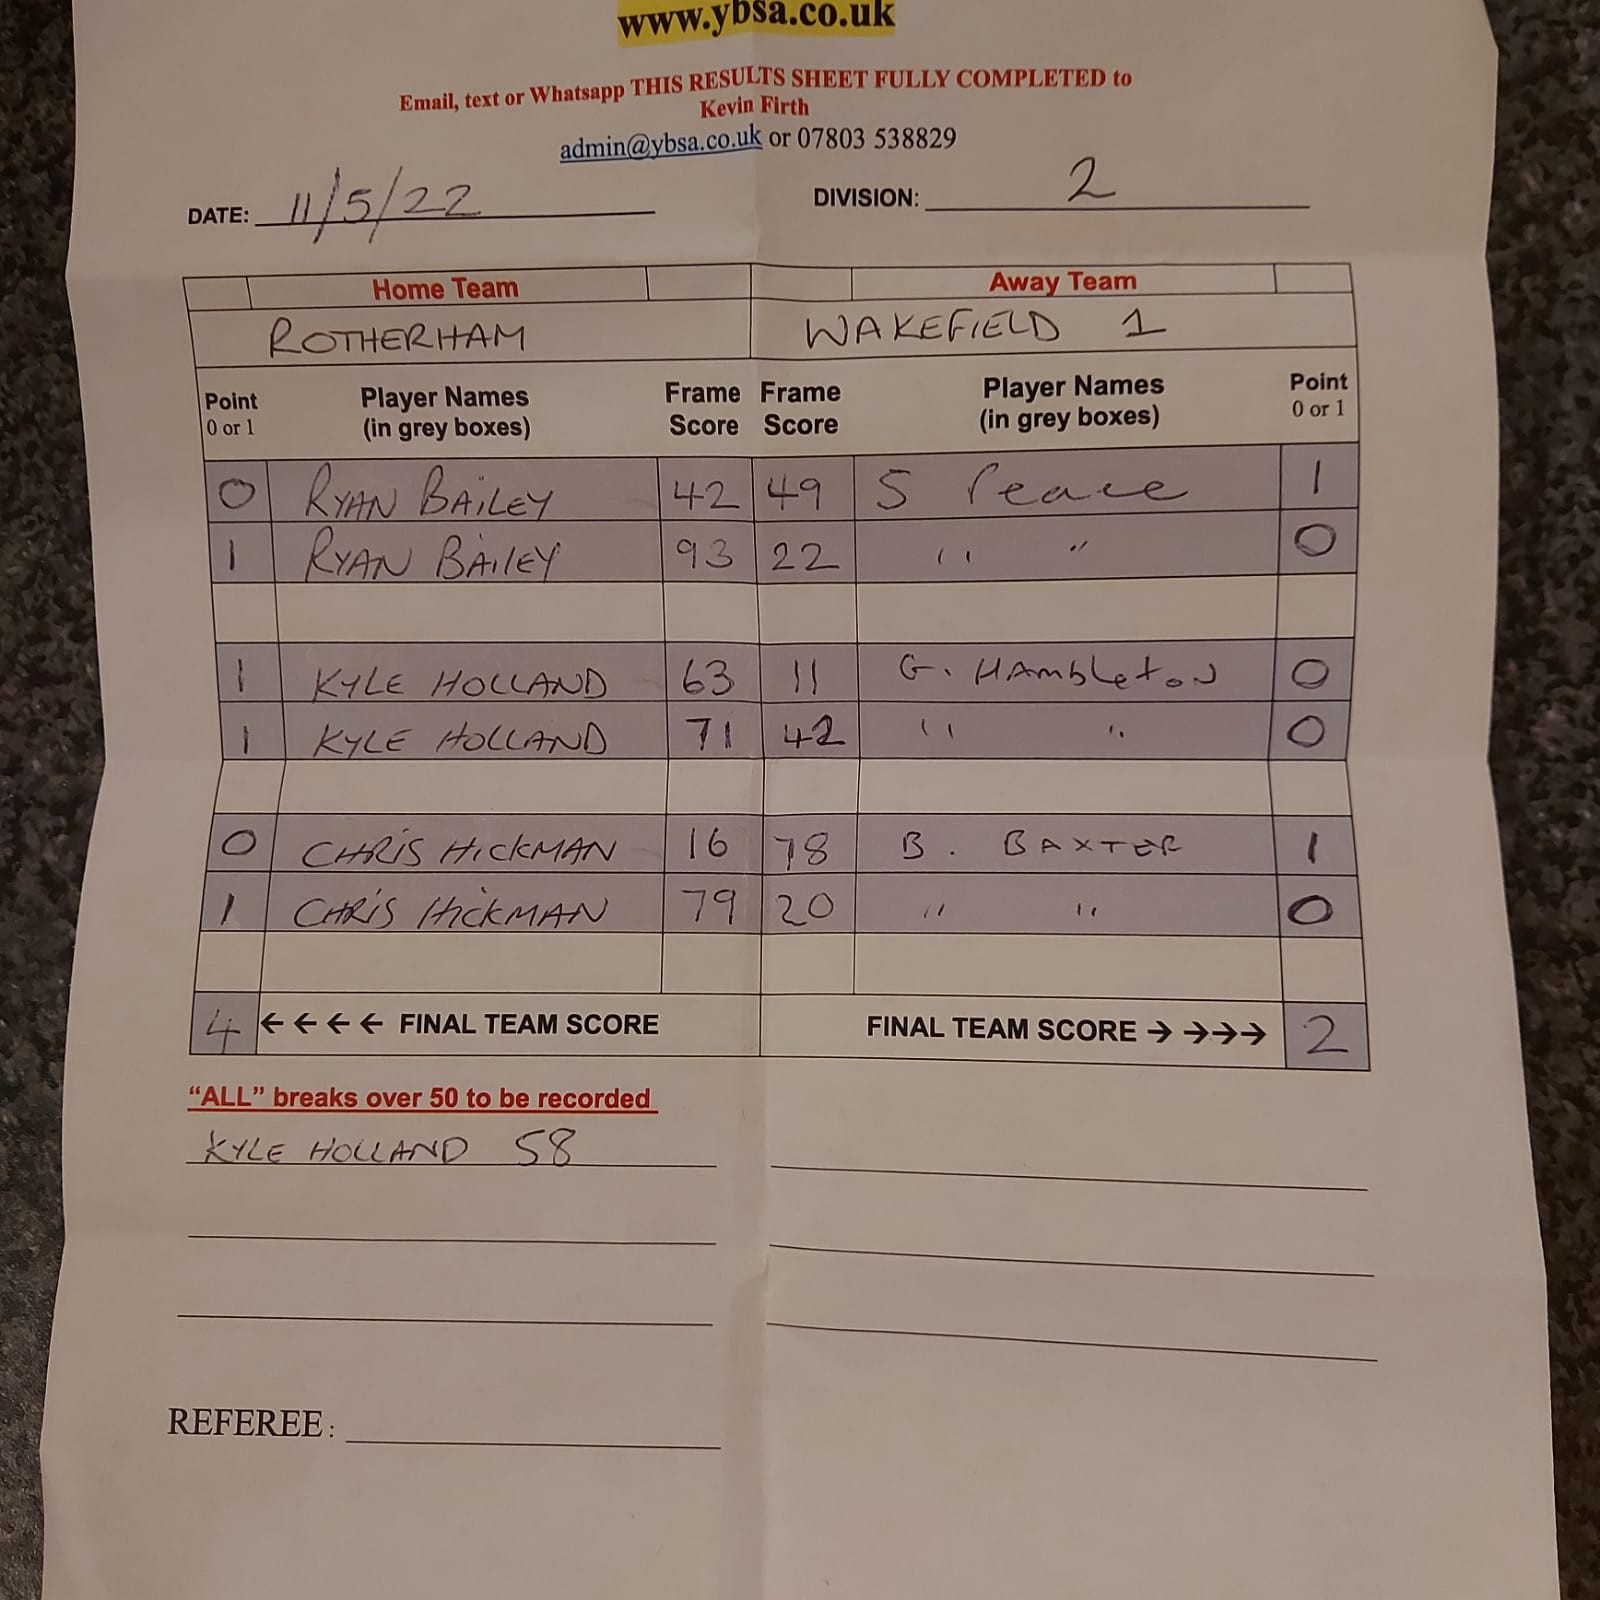 www.ybsa.co.uk
Email, text or Whatsapp THIS RESULTS SHEET FULLY COMPLETED to
Kevin Firth
admin@ybsa.co.uk or 07803 538829
DATE: 11/5/22 DIVISION: 2
Home Team Away Team
ROTHERHAM WAKEFIELD 1
Point 0 or 1 Player Names (in grey boxes) Frame Score Frame Score Player Names (in grey boxes) Point 0 or 1
0 RYAN BAILEY 42 49 S Peace 1
1 RYAN BAILEY 93 22 " " 0
1 KYLE HOLLAND 63 11 G. HAmbLeToN 0
1 KYLE HOLLAND 71 42 " " 0
0 CHRIS HICKMAN 16 78 B. BAXTER 1
1 CHRIS HICKMAN 79 20 " " 0
4 ←←←← FINAL TEAM SCORE FINAL TEAM SCORE →→→→ 2
“ALL” breaks over 50 to be recorded
KYLE HOLLAND 58
REFEREE: